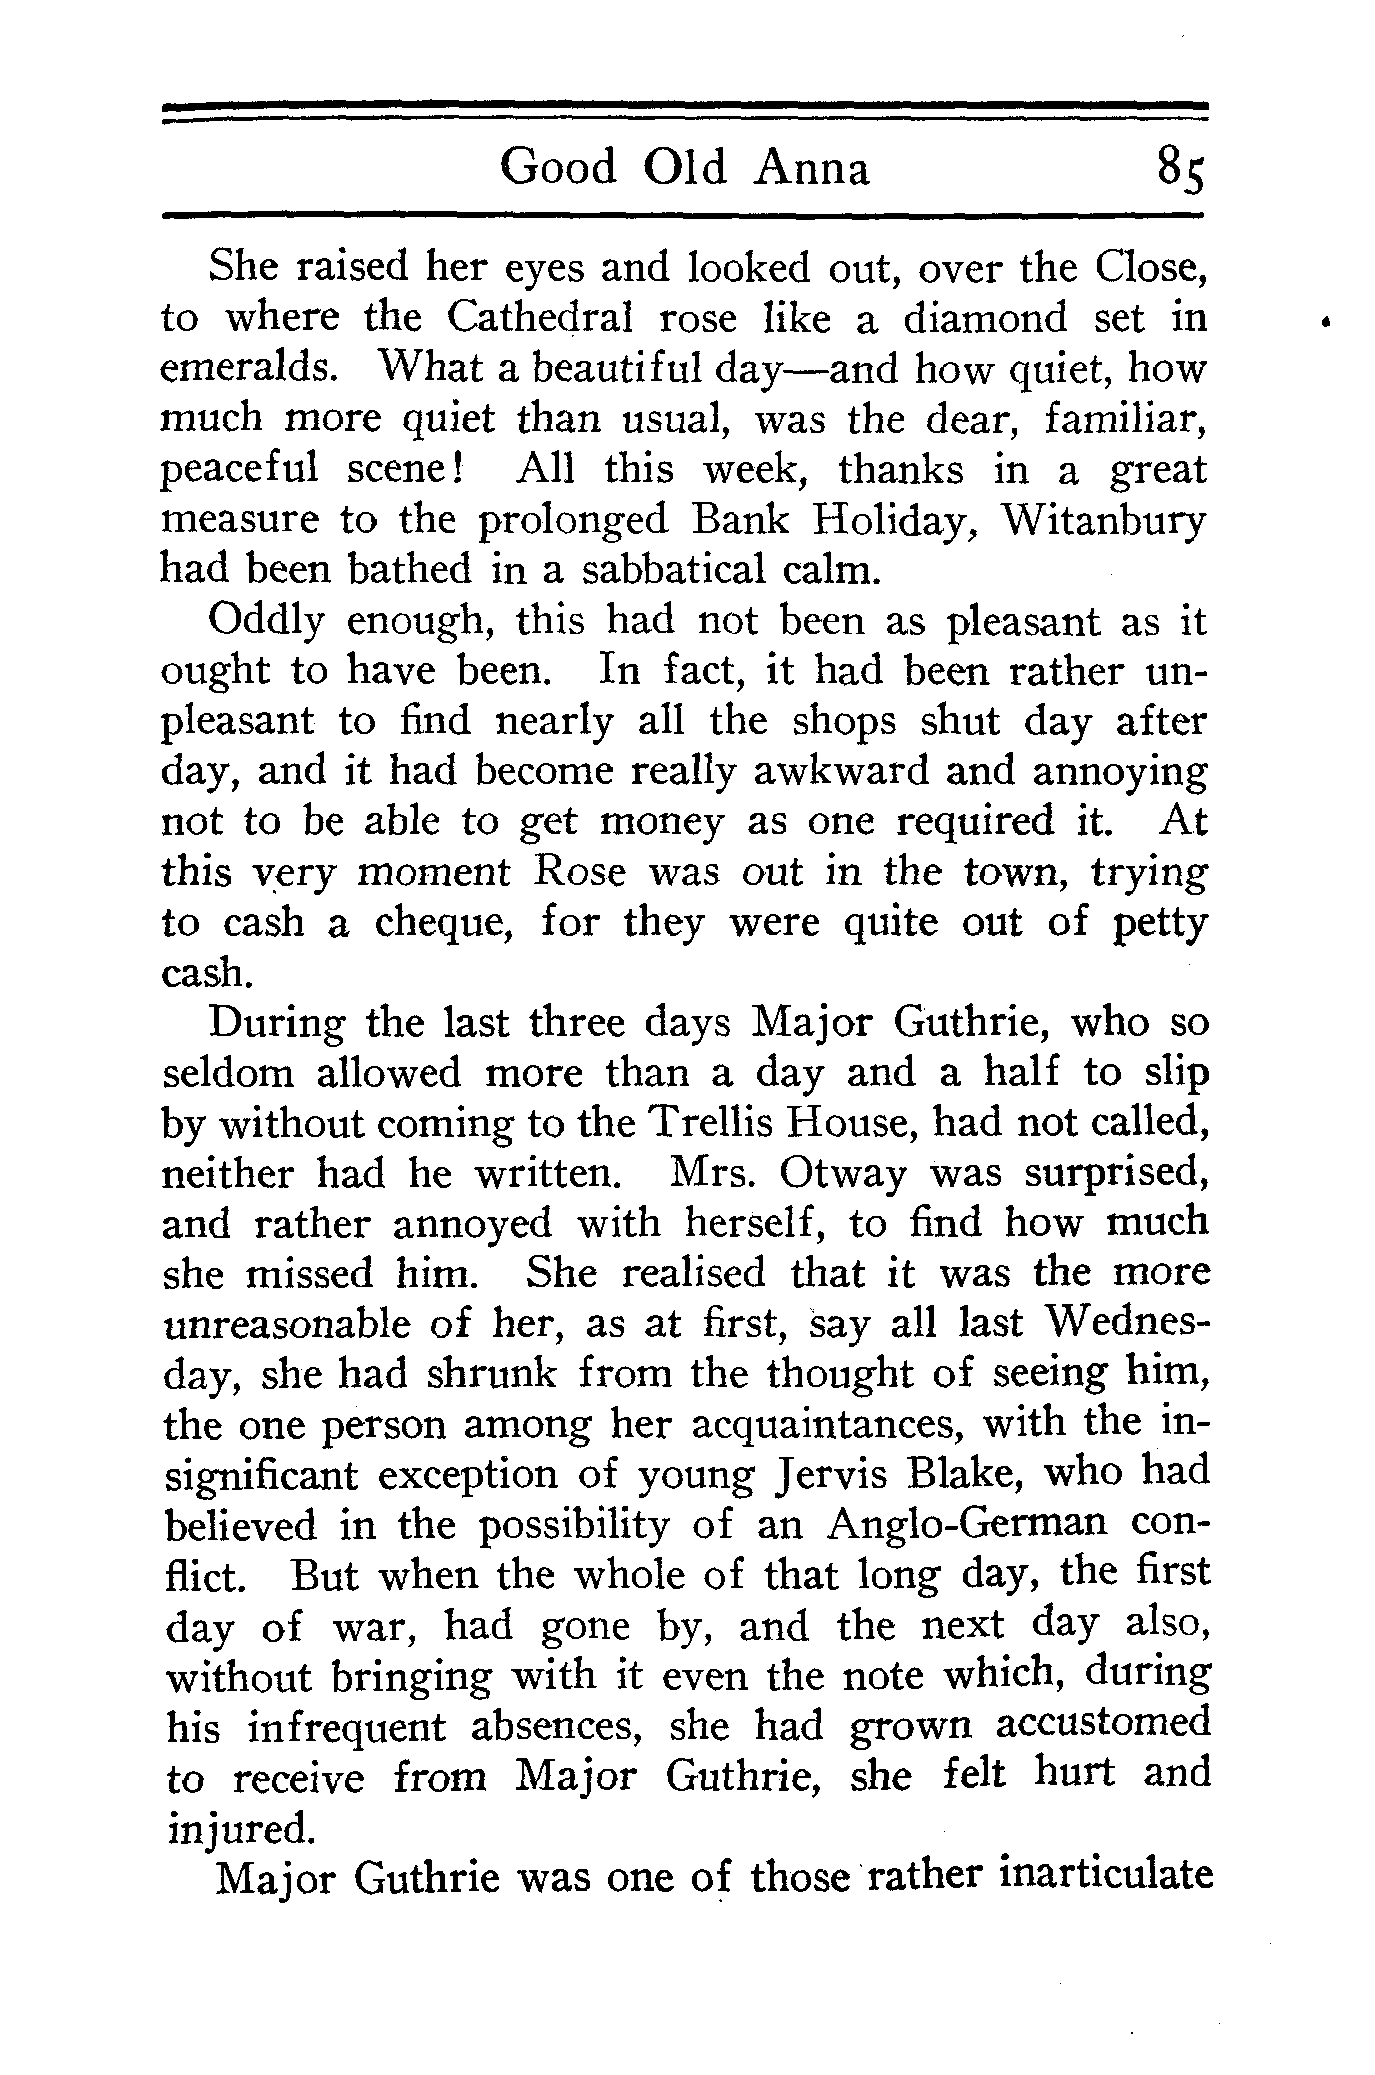 Good Old Anna 85
She raised her eyes and looked out, over the Close,
to where the Cathedral rose like a diamond set in
emeralds. What a beautiful day—and how quiet, how
much more quiet than usual, was the dear, familiar,
peaceful scene! All this week, thanks in a great
measure to the prolonged Bank Holiday, Witanbury
had been bathed in a sabbatical calm.
Oddly enough, this had not been as pleasant as it
ought to have been. In fact, it had been rather un-
pleasant to find nearly all the shops shut day after
day, and it had become really awkward and annoying
not to be able to get money as one required it. At
this very moment Rose was out in the town, trying
to cash a cheque, for they were quite out of petty
cash.
During the last three days Major Guthrie, who so
seldom allowed more than a day and a half to slip
by without coming to the Trellis House, had not called,
neither had he written. Mrs. Otway was surprised,
and rather annoyed with herself, to find how much
she missed him. She realised that it was the more
unreasonable of her, as at first, say all last Wednes-
day, she had shrunk from the thought of seeing him,
the one person among her acquaintances, with the in-
significant exception of young Jervis Blake, who had
believed in the possibility of an Anglo-German con-
flict. But when the whole of that long day, the first
day of war, had gone by, and the next day also,
without bringing with it even the note which, during
his infrequent absences, she had grown accustomed
to receive from Major Guthrie, she felt hurt and
injured.
Major Guthrie was one of those rather inarticulate